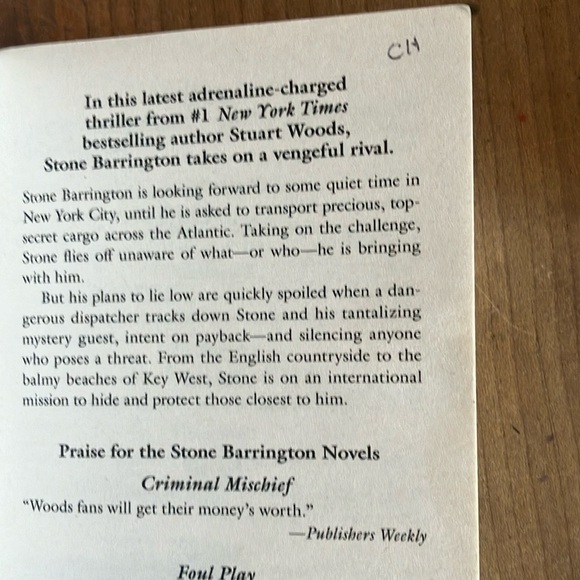 CH
In this latest adrenaline-charged
thriller from #1 New York Times
bestselling author Stuart Woods,
Stone Barrington takes on a vengeful rival.
Stone Barrington is looking forward to some quiet time in
New York City, until he is asked to transport precious, top-
secret cargo across the Atlantic. Taking on the challenge,
Stone flies off unaware of what—or who—he is bringing
with him.
But his plans to lie low are quickly spoiled when a dan-
gerous dispatcher tracks down Stone and his tantalizing
mystery guest, intent on payback—and silencing anyone
who poses a threat. From the English countryside to the
balmy beaches of Key West, Stone is on an international
mission to hide and protect those closest to him.
Praise for the Stone Barrington Novels
Criminal Mischief
“Woods fans will get their money’s worth.”
—Publishers Weekly
Foul Play